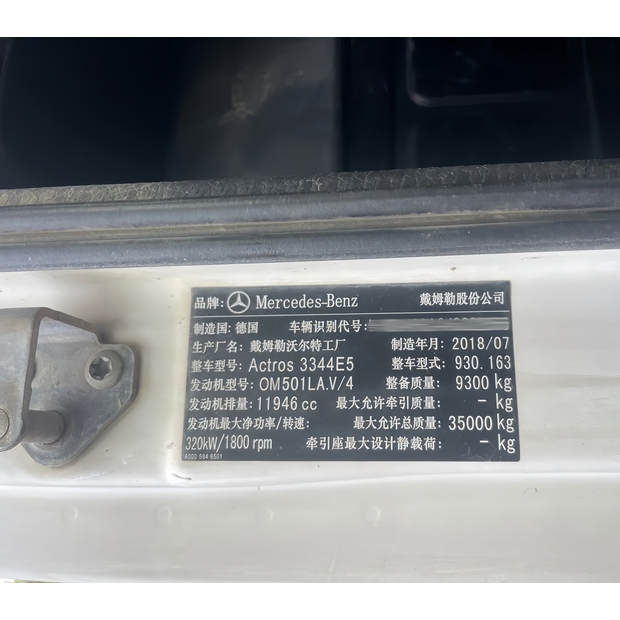 品牌: Mercedes-Benz 戴姆勒股份公司
制造国: 德国 车辆识别代号:
生产厂名: 戴姆勒沃尔特工厂 制造年月: 2018/07
整车型号: Actros 3344E5 整车型式: 930.163
发动机型号: OM501LA.V/4 整备质量: 9300 kg
发动机排量: 11946 cc 最大允许牵引质量: - kg
发动机最大净功率/转速: 最大允许总质量: 35000 kg
320kW/1800 rpm 牵引座最大设计静载荷: - kg
A000 584 6501